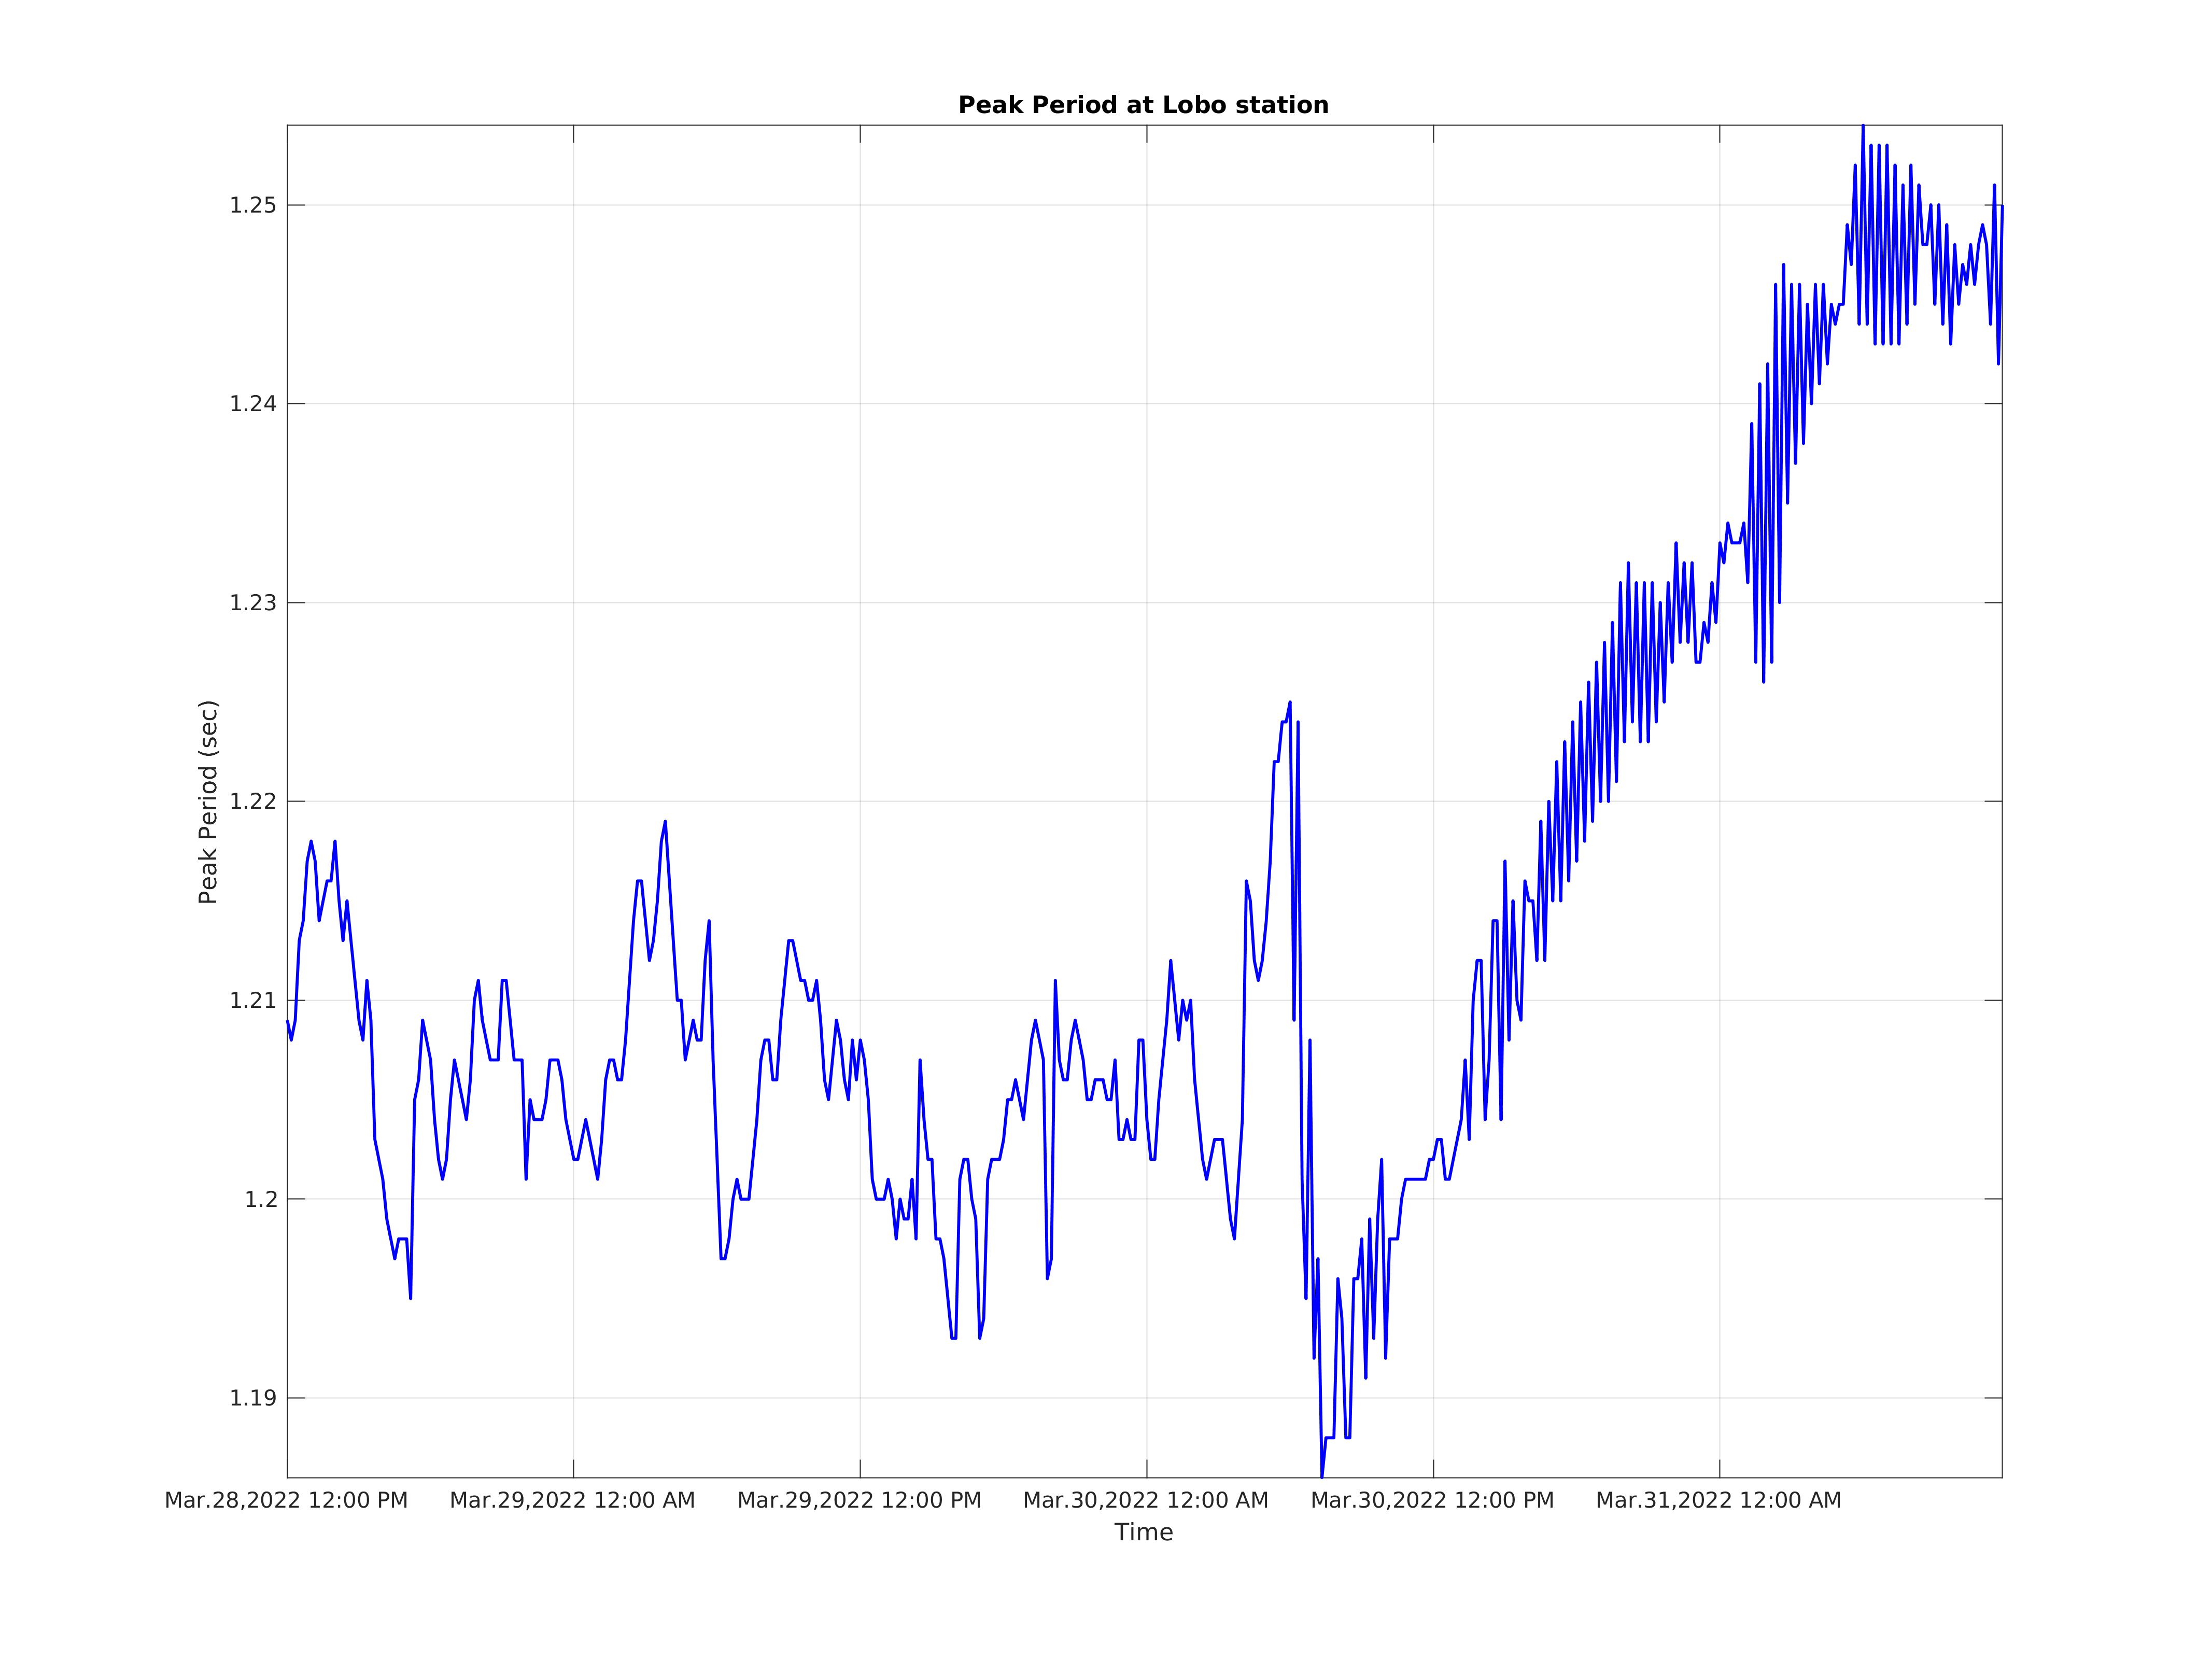 Peak Period at Lobo station
Peak Period (sec)
1.25
1.24
1.23
1.22
1.21
1.2
1.19
Mar.28,2022 12:00 PM Mar.29,2022 12:00 AM Mar.29,2022 12:00 PM Mar.30,2022 12:00 AM Mar.30,2022 12:00 PM Mar.31,2022 12:00 AM
Time